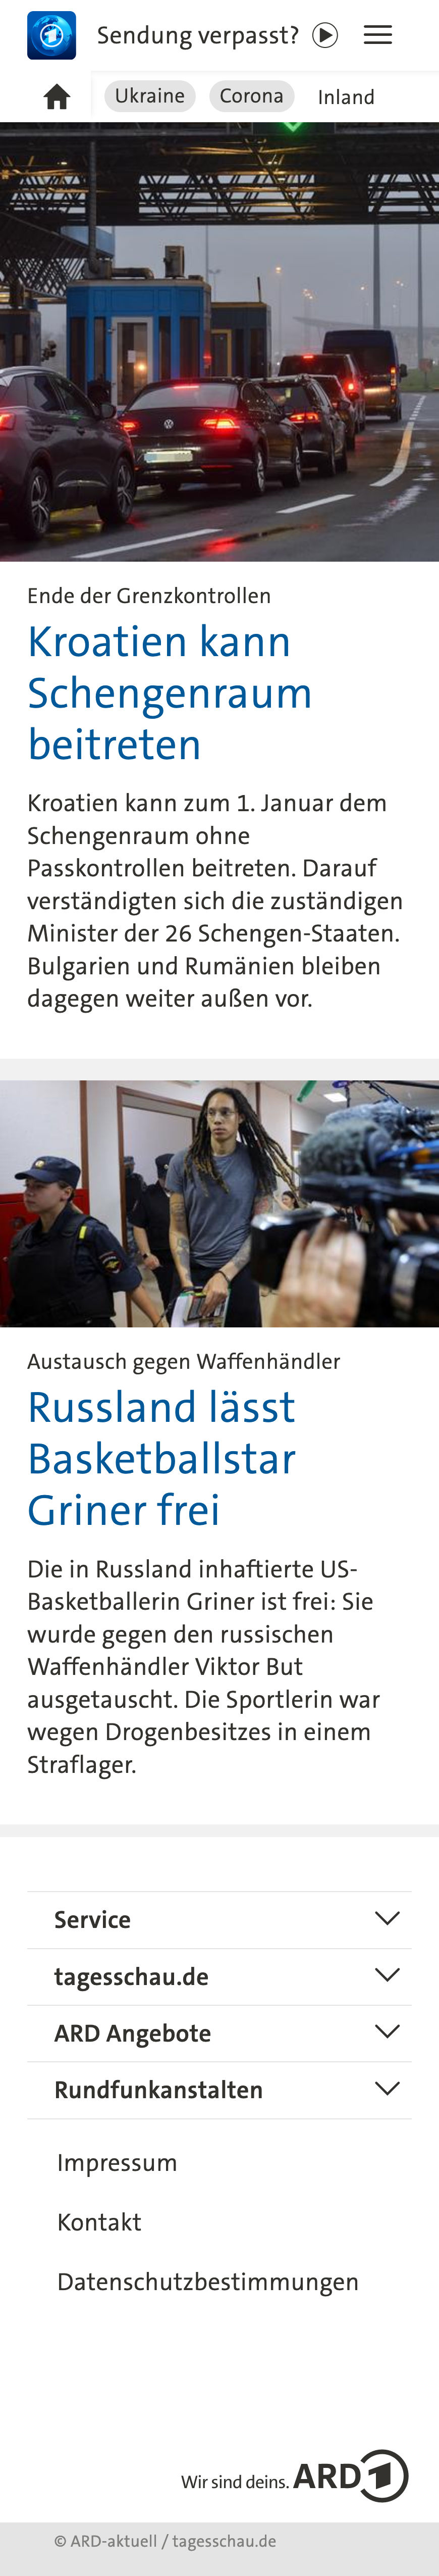 Sendung verpasst?
Ukraine Corona Inland
Ende der Grenzkontrollen
Kroatien kann
Schengenraum
beitreten
Kroatien kann zum 1. Januar dem
Schengenraum ohne
Passkontrollen beitreten. Darauf
verständigten sich die zuständigen
Minister der 26 Schengen-Staaten.
Bulgarien und Rumänien bleiben
dagegen weiter außen vor.
Austausch gegen Waffenhändler
Russland lässt
Basketballstar
Griner frei
Die in Russland inhaftierte US-
Basketballerin Griner ist frei: Sie
wurde gegen den russischen
Waffenhändler Viktor But
ausgetauscht. Die Sportlerin war
wegen Drogenbesitzes in einem
Straflager.
Service
tagesschau.de
ARD Angebote
Rundfunkanstalten
Impressum
Kontakt
Datenschutzbestimmungen
Wir sind deins. ARD 1
© ARD-aktuell / tagesschau.de